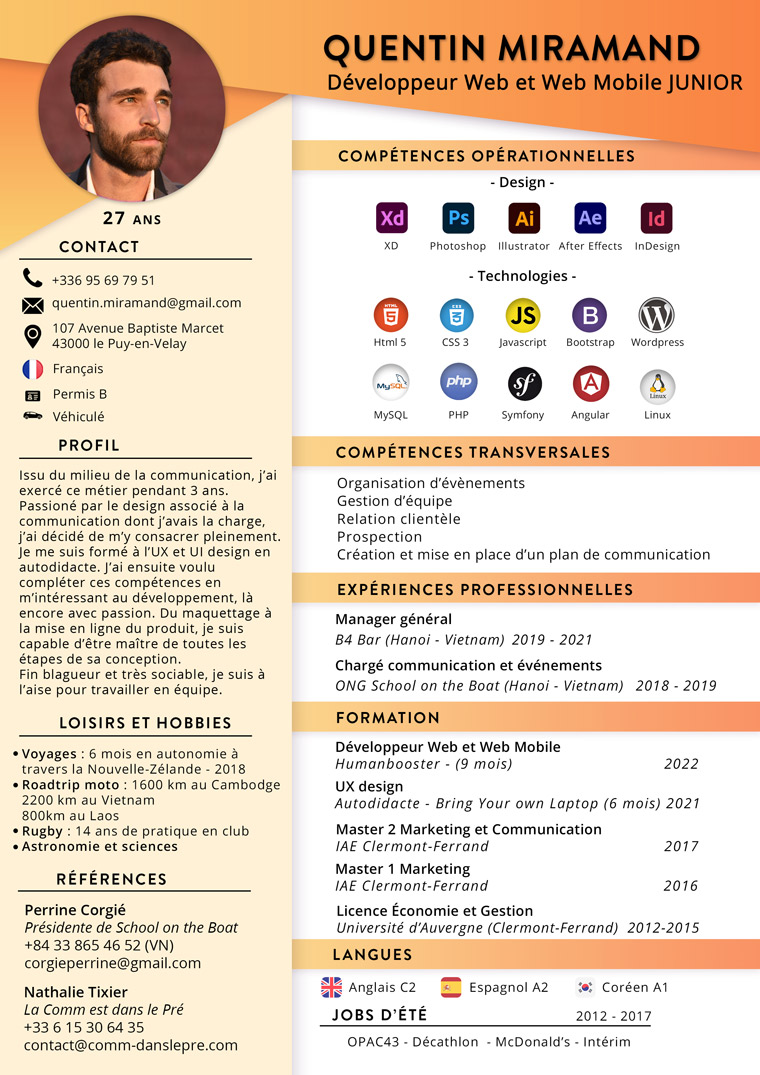 QUENTIN MIRAMAND
Développeur Web et Web Mobile JUNIOR
27 ANS
CONTACT
+336 95 69 79 51
quentin.miramand@gmail.com
107 Avenue Baptiste Marcet
43000 le Puy-en-Velay
Français
Permis B
Véhiculé
PROFIL
Issu du milieu de la communication, j'ai
exercé ce métier pendant 3 ans.
Passioné par le design associé à la
communication dont j'avais la charge,
j'ai décidé de m'y consacrer pleinement.
Je me suis formé à l'UX et UI design en
autodidacte. J'ai ensuite voulu
compléter ces compétences en
m'intéressant au dévelopement, là
encore avec passion. Du maquettage à
la mise en ligne du produit, je suis
capable d'être maître de toutes les
étapes de sa conception.
Fin blagueur et très sociable, je suis à
l'aise pour travailler en équipe.
LOISIRS ET HOBBIES
• Voyages : 6 mois en autonomie à
travers la Nouvelle-Zélande - 2018
• Roadtrip moto : 1600 km au Cambodge
2200 km au Vietnam
800km au Laos
• Rugby : 14 ans de pratique en club
• Astronomie et sciences
RÉFÉRENCES
Perrine Corgié
Présidente de School on the Boat
+84 33 865 46 52 (VN)
corgieperrine@gmail.com
Nathalie Tixier
La Comm est dans le Pré
+33 6 15 30 64 35
contact@comm-danslepre.com
COMPÉTENCES OPÉRATIONNELLES
- Design -
Xd Ps Ai Ae Id
XD Photoshop Illustrator After Effects InDesign
- Technologies -
HTML 5 CSS 3 JS B W
Html 5 CSS 3 Javascript Bootstrap Wordpress
MySQL php sf A Linux
MySQL PHP Symfony Angular Linux
COMPÉTENCES TRANSVERSALES
Organisation d'évènements
Gestion d'équipe
Relation clientèle
Prospection
Création et mise en place d'un plan de communication
EXPÉRIENCES PROFESSIONNELLES
Manager général
B4 Bar (Hanoi - Vietnam) 2019 - 2021
Chargé communication et événements
ONG School on the Boat (Hanoi - Vietnam) 2018 - 2019
FORMATION
Développeur Web et Web Mobile
Humanbooster - (9 mois) 2022
UX design
Autodidacte - Bring Your own Laptop (6 mois) 2021
Master 2 Marketing et Communication
IAE Clermont-Ferrand 2017
Master 1 Marketing
IAE Clermont-Ferrand 2016
Licence Économie et Gestion
Université d'Auvergne (Clermont-Ferrand) 2012-2015
LANGUES
Anglais C2 Espagnol A2 Coréen A1
JOBS D'ÉTÉ 2012 - 2017
OPAC43 - Décathlon - McDonald's - Intérim